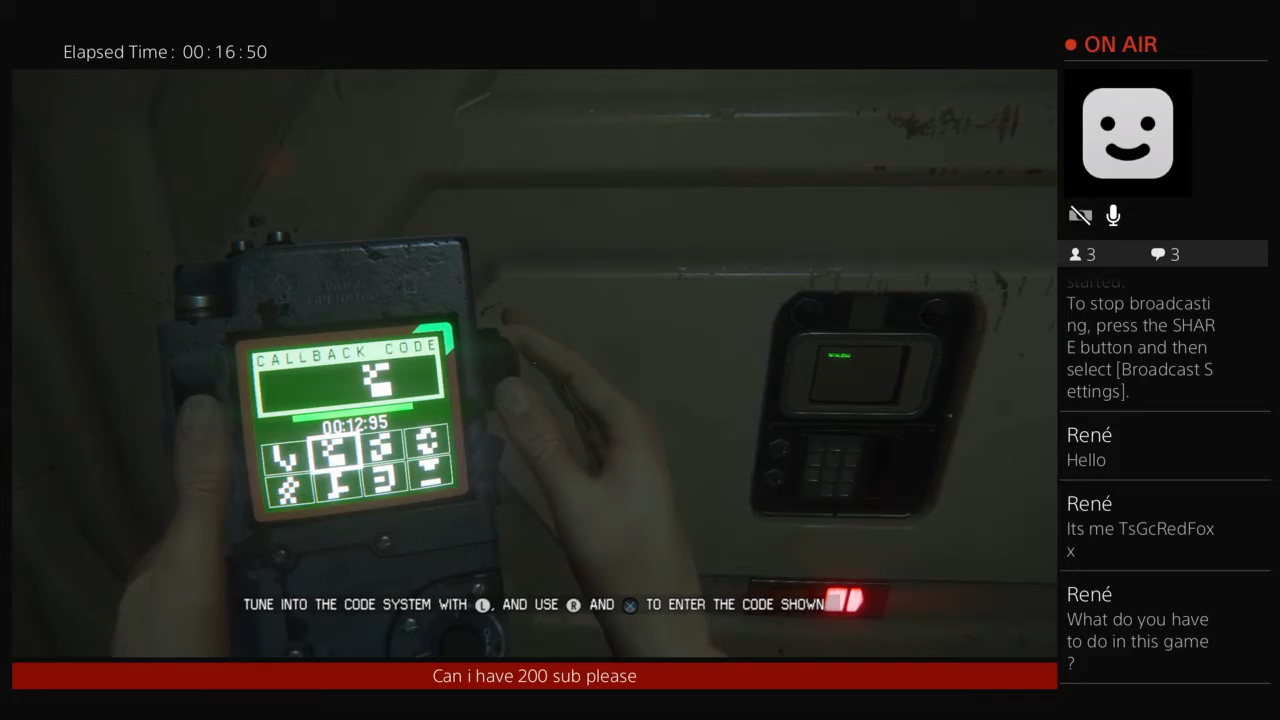 Elapsed Time: 00:16:50
ON AIR
3
3
started.
To stop broadcasti
ng, press the SHAR
E button and then
select [Broadcast S
ettings].
René
Hello
René
Its me TsGcRedFox
x
René
What do you have
to do in this game
?
CALLBACK CODE
00:12:95
TUNE INTO THE CODE SYSTEM WITH L, AND USE R AND X TO ENTER THE CODE SHOWN
Can i have 200 sub please